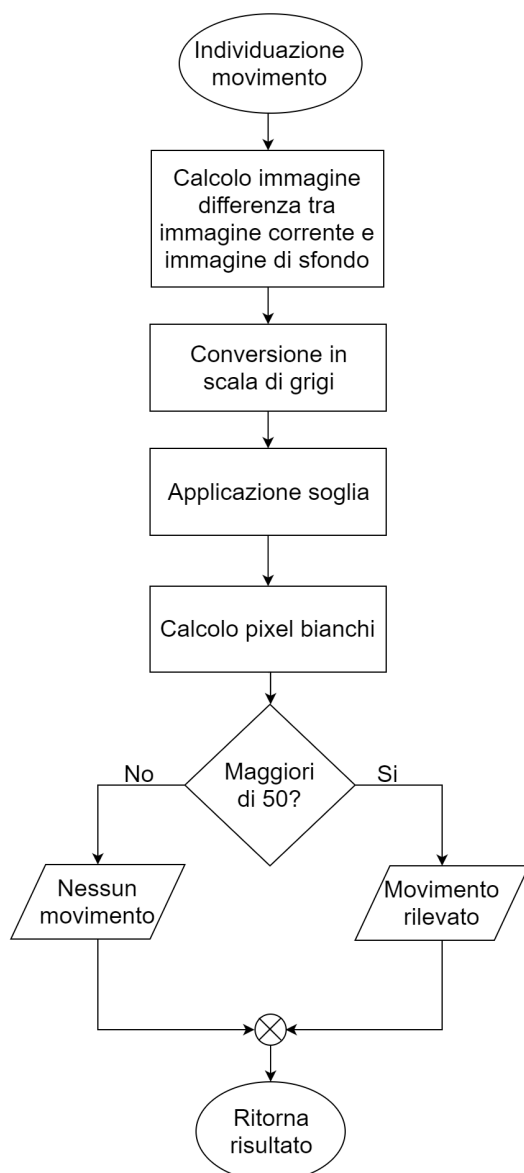 Individuazione
movimento
Calcolo immagine
differenza tra
immagine corrente e
immagine di sfondo
Conversione in
scala di grigi
Applicazione soglia
Calcolo pixel bianchi
No
Maggiori
di 50?
Si
Nessun
movimento
Movimento
rilevato
Ritorna
risultato